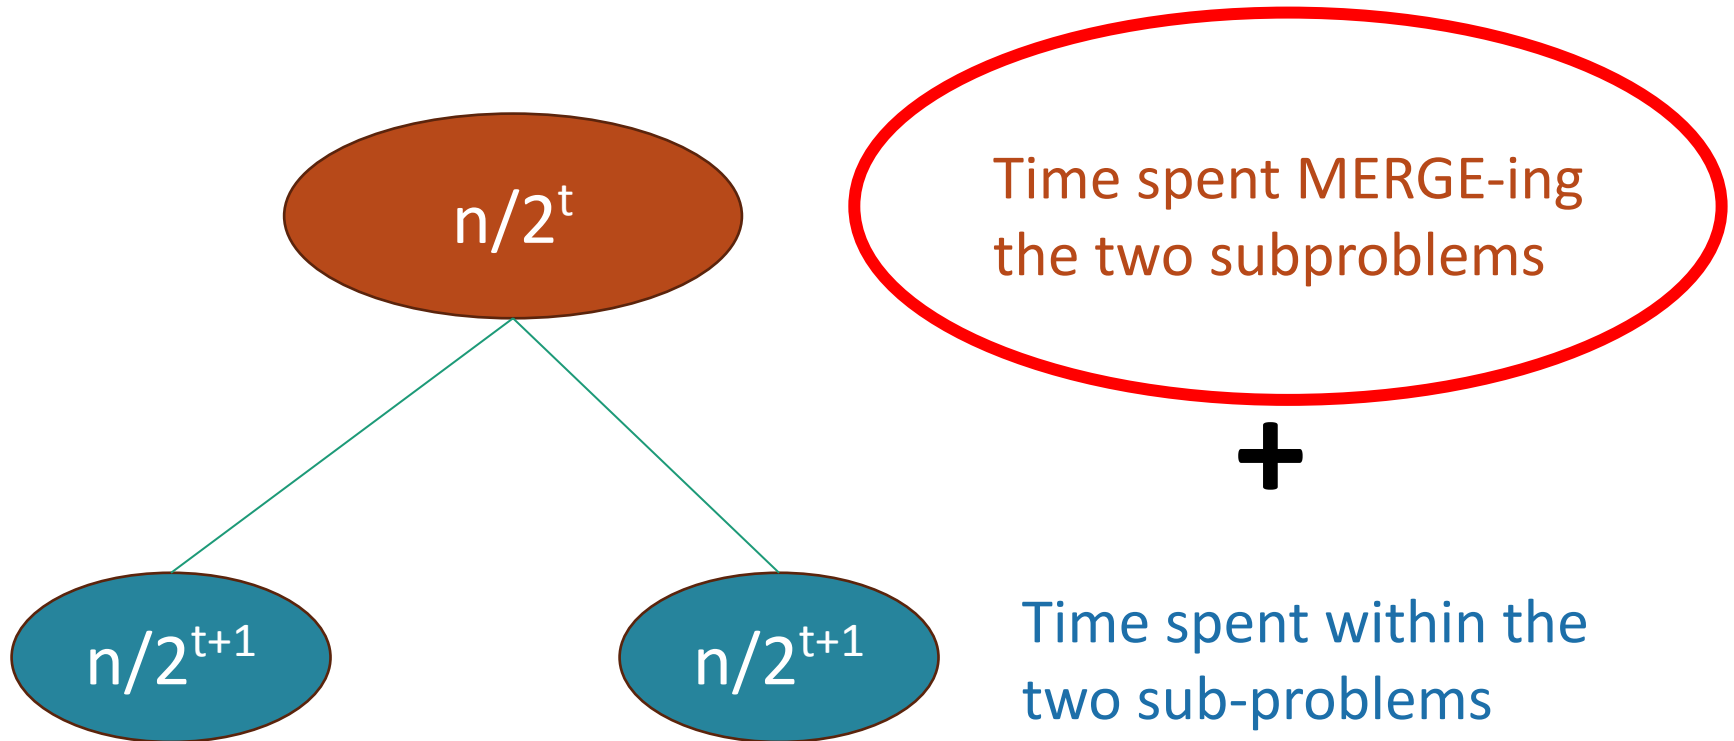 n/2^t
Time spent MERGE-ing
the two subproblems
+
n/2^t+1
n/2^t+1
Time spent within the
two sub-problems